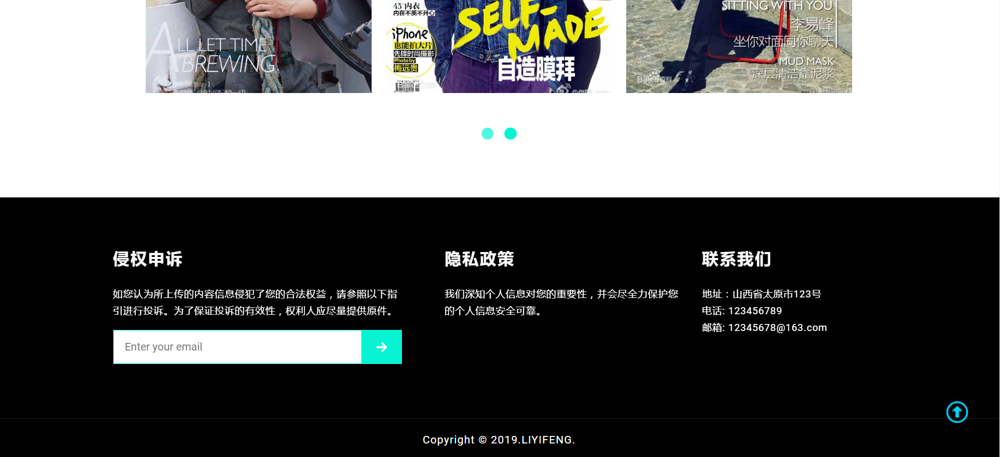 ALL LET TIME
BREWING
Story】
45°内衣
内在不美不开心
iPhone
也能拍大片
先锋时尚摄影
Photo by
梅远贵
SELF-
MADE
自造膜拜
SITTING WITH YOU
李易峰
坐你对面同你聊天
MUD MASK
深层清洁靠泥浆
Baidu百科
侵权申诉
如您认为所上传的内容信息侵犯了您的合法权益，请参照以下指
引进行投诉。为了保证投诉的有效性，权利人应尽量提供原件。
Enter your email
隐私政策
我们深知个人信息对您的重要性，并会尽全力保护您
的个人信息安全可靠。
联系我们
地址：山西省太原市123号
电话: 123456789
邮箱: 12345678@163.com
Copyright © 2019.LIYIFENG.